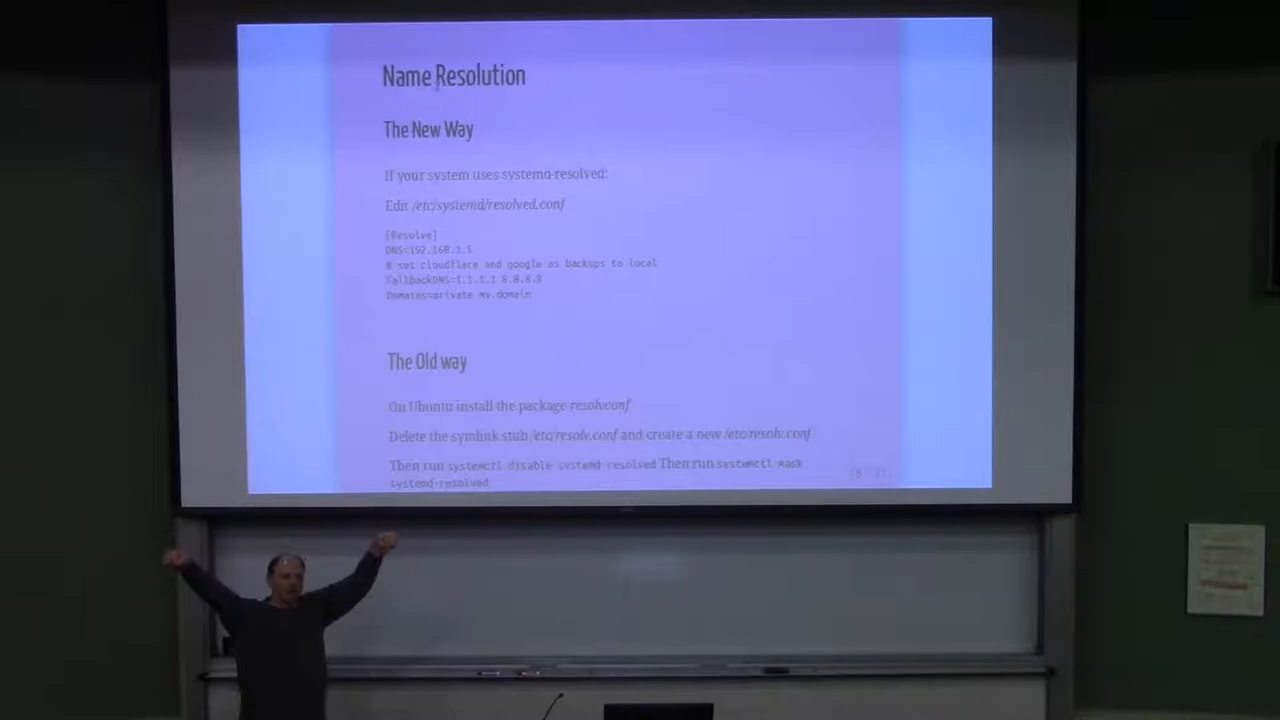 Name Resolution
The New Way
If your system uses systemd-resolved:
Edit /etc/systemd/resolved.conf
[Resolve]
DNS=192.168.1.5
# set cloudflare and google as backups to local
FallbackDNS=1.1.1.1 8.8.8.8
Domains=private my.domain
The Old way
On Ubuntu install the package resolvconf
Delete the symlink stub /etc/resolv.conf and create a new /etc/resolv.conf
Then run systemctl disable systemd-resolved Then run systemctl mask
systemd-resolved